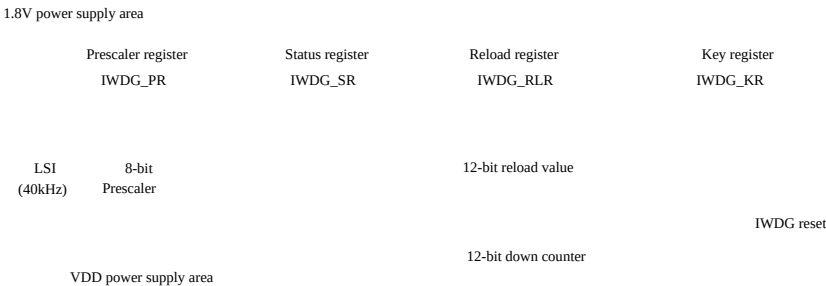 1.8V power supply area
Prescaler register Status register Reload register Key register
IWDG_PR IWDG_SR IWDG_RLR IWDG_KR
LSI 8-bit 12-bit reload value
(40kHz) Prescaler
IWDG reset
12-bit down counter
VDD power supply area